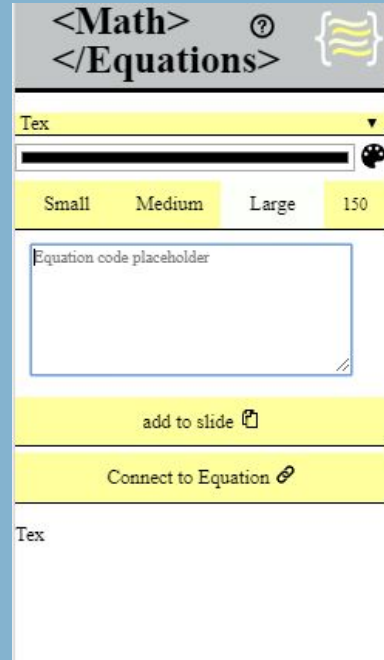 <Math>
</Equations>
Tex
Small Medium Large 150
Equation code placeholder
add to slide
Connect to Equation
Tex